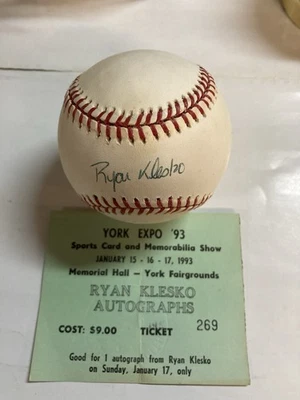 Ryan Klesko
YORK EXPO '93
Sports Card and Memorabilia Show
JANUARY 15 - 16 - 17, 1993
Memorial Hall — York Fairgrounds
RYAN KLESKO
AUTOGRAPHS
COST: $9.00 TICKET 269
Good for 1 autograph from Ryan Klesko
on Sunday, January 17, only